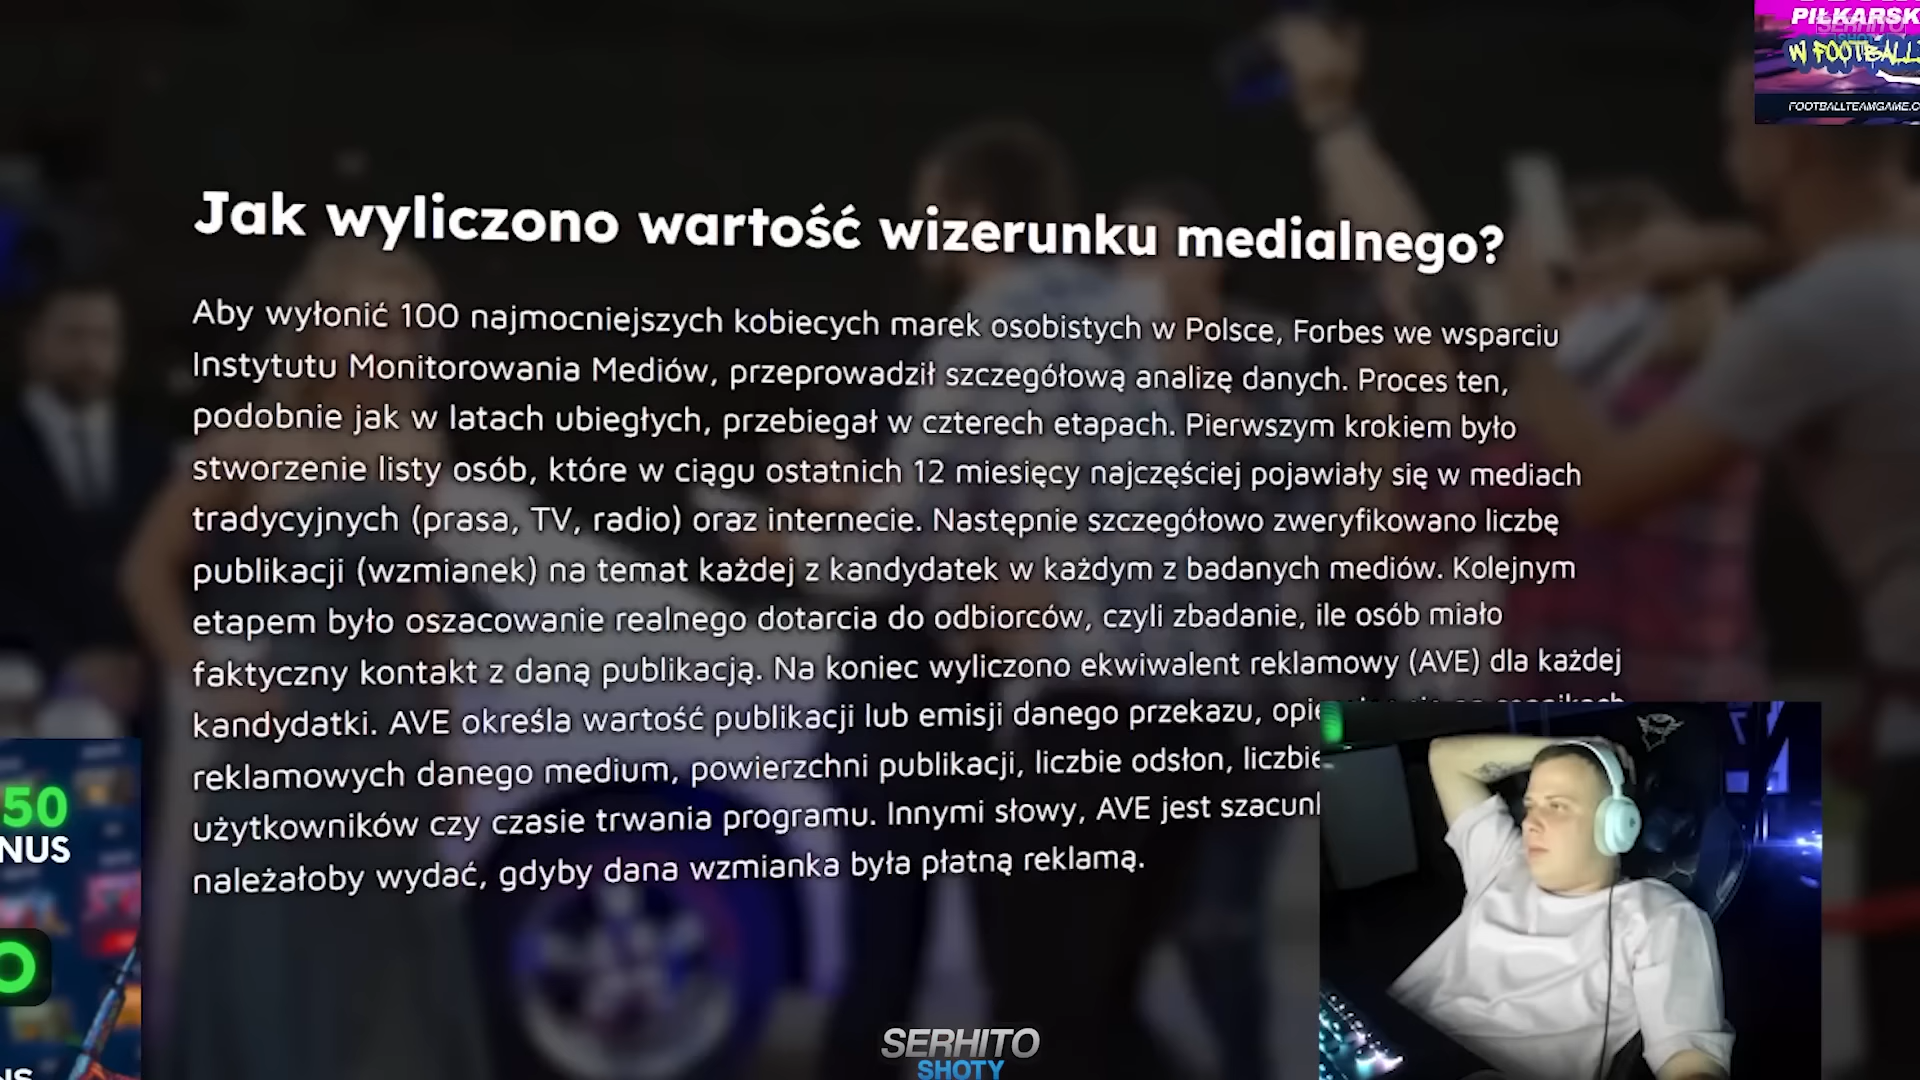 PIŁKARSK
SERHITO
W FOOTBALL
FOOTBALLTEAMGAME.C
Jak wyliczono wartość wizerunku medialnego?
Aby wyłonić 100 najmocniejszych kobiecych marek osobistych w Polsce, Forbes we wsparciu
Instytutu Monitorowania Mediów, przeprowadził szczegółową analizę danych. Proces ten,
podobnie jak w latach ubiegłych, przebiegał w czterech etapach. Pierwszym krokiem było
stworzenie listy osób, które w ciągu ostatnich 12 miesięcy najczęściej pojawiały się w mediach
tradycyjnych (prasa, TV, radio) oraz internecie. Następnie szczegółowo zweryfikowano liczbę
publikacji (wzmianek) na temat każdej z kandydatek w każdym z badanych mediów. Kolejnym
etapem było oszacowanie realnego dotarcia do odbiorców, czyli zbadanie, ile osób miało
faktyczny kontakt z daną publikacją. Na koniec wyliczono ekwiwalent reklamowy (AVE) dla każdej
kandydatki. AVE określa wartość publikacji lub emisji danego przekazu,
reklamowych danego medium, powierzchni publikacji, liczbie odsłon, liczbie
użytkowników czy czasie trwania programu. Innymi słowy, AVE jest
należałoby wydać, gdyby dana wzmianka była płatną reklamą.
50
NUS
SERHITO
SHOTY